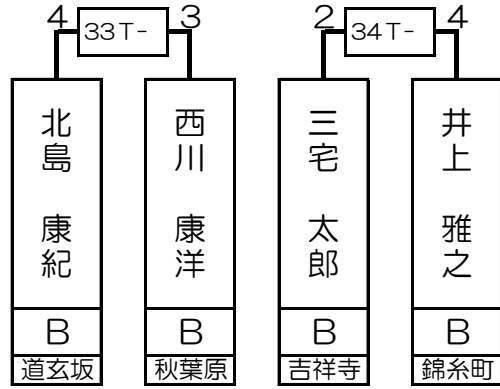 4 33T- 3
2 34T- 4
北島 康紀
西川 康洋
三宅 太郎
井上 雅之
B B B B
道玄坂 秋葉原 吉祥寺 錦糸町